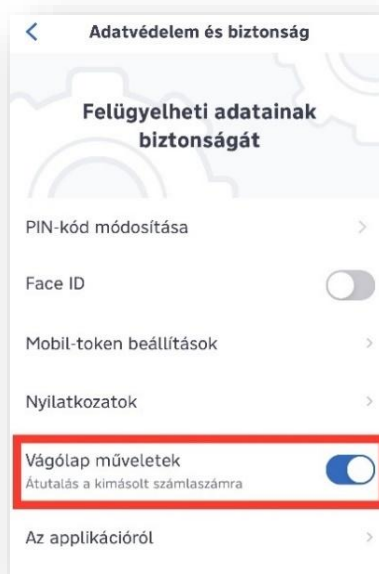 Adatvédelem és biztonság
Felügyelheti adatainak
biztonságát
PIN-kód módosítása
Face ID
Mobil-token beállítások
Nyilatkozatok
Vágólap műveletek
Átutalás a kimásolt számlaszámra
Az applikációról